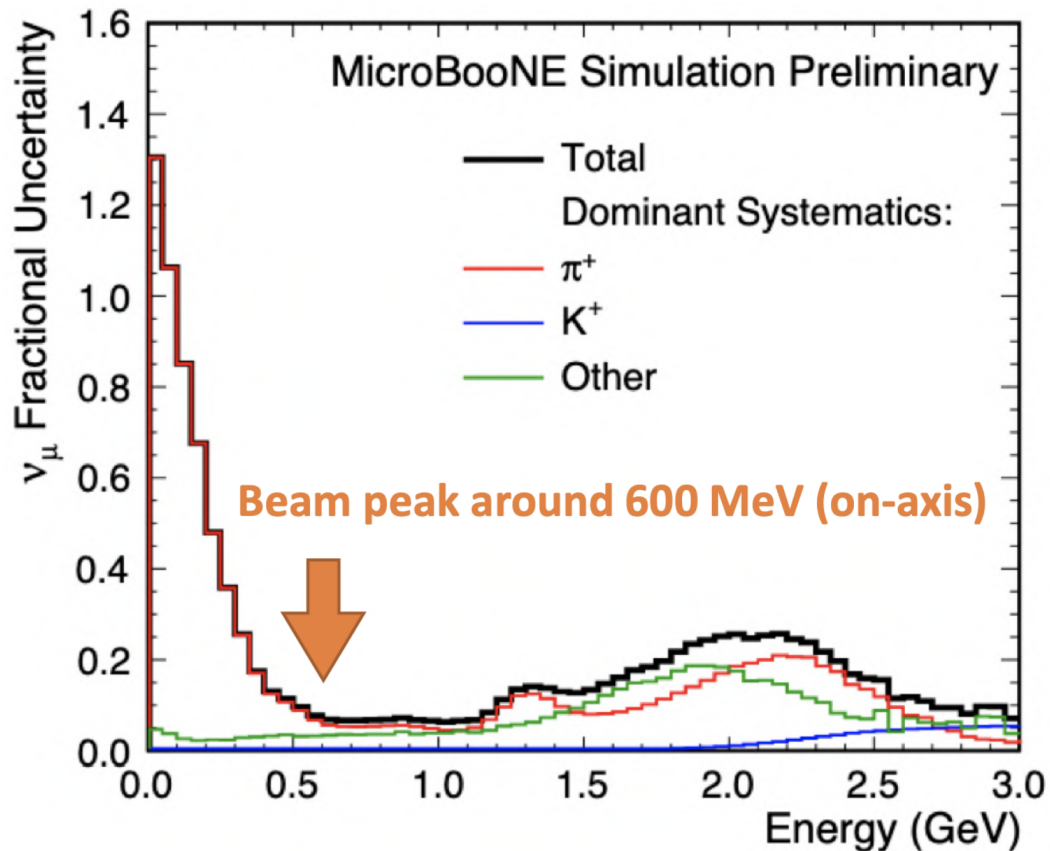 MicroBooNE Simulation Preliminary
Total
Dominant Systematics:
π⁺
K⁺
Other
Beam peak around 600 MeV (on-axis)
ν_μ Fractional Uncertainty
1.6
1.4
1.2
1.0
0.8
0.6
0.4
0.2
0.0
0.0 0.5 1.0 1.5 2.0 2.5 3.0
Energy (GeV)